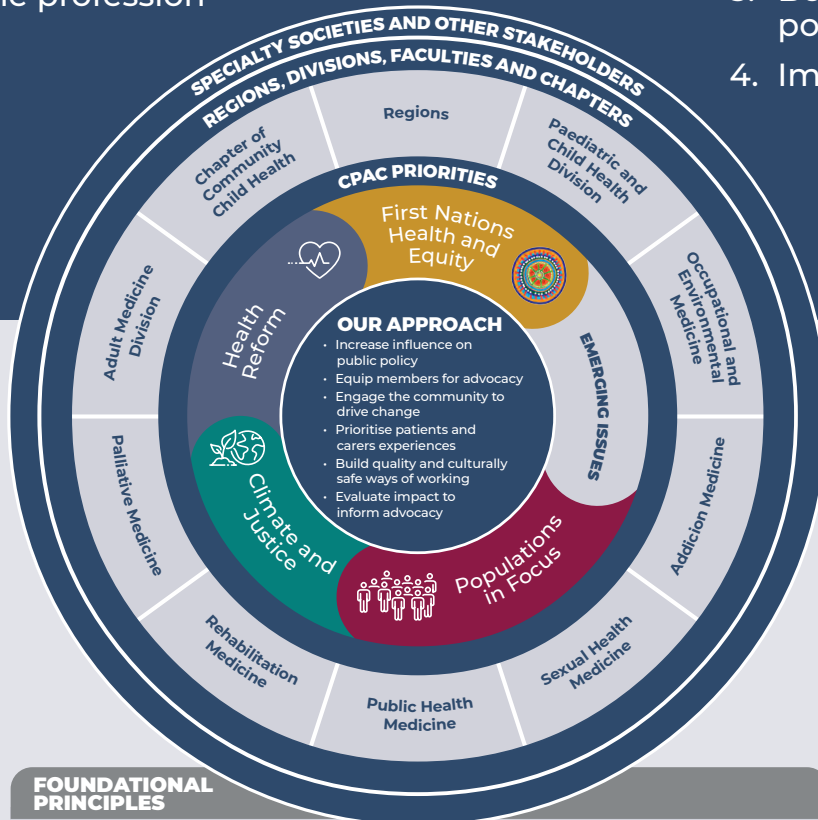 ne profession
po
4. Im
SPECIALTY SOCIETIES AND OTHER STAKEHOLDERS
REGIONS, DIVISIONS, FACULTIES AND CHAPTERS
Regions
Paediatric and
Child Health
Division
Occupational and
Environmental
Medicine
Addicion Medicine
Sexual Health
Medicine
Public Health
Medicine
Rehabilitation
Medicine
Palliative Medicine
Adult Medicine
Division
Chapter of
Community
Child Health
CPAC PRIORITIES
First Nations
Health and
Equity
EMERGING ISSUES
Populations
in Focus
Climate and
Justice
Health
Reform
OUR APPROACH
· Increase influence on
public policy
· Equip members for advocacy
· Engage the community to
drive change
· Prioritise patients and
carers experiences
· Build quality and culturally
safe ways of working
· Evaluate impact to
inform advocacy
FOUNDATIONAL
PRINCIPLES